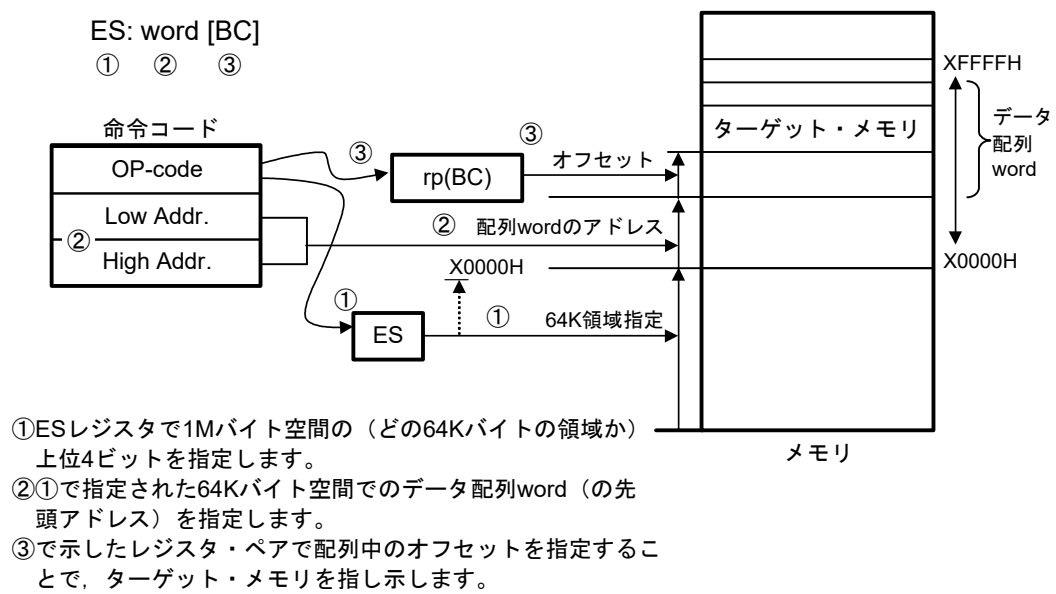 ES: word [BC]
① ② ③
XFFFFH
データ
配列
word
命令コード
OP-code
Low Addr.
②
High Addr.
③
rp(BC)
③
オフセット
ターゲット・メモリ
② 配列wordのアドレス
X0000H
X0000H
①
ES
①
64K領域指定
メモリ
①ESレジスタで1Mバイト空間の(どの64Kバイトの領域か)
上位4ビットを指定します。
②①で指定された64Kバイト空間でのデータ配列word(の先
頭アドレス)を指定します。
③で示したレジスタ・ペアで配列中のオフセットを指定するこ
とで,ターゲット・メモリを指し示します。